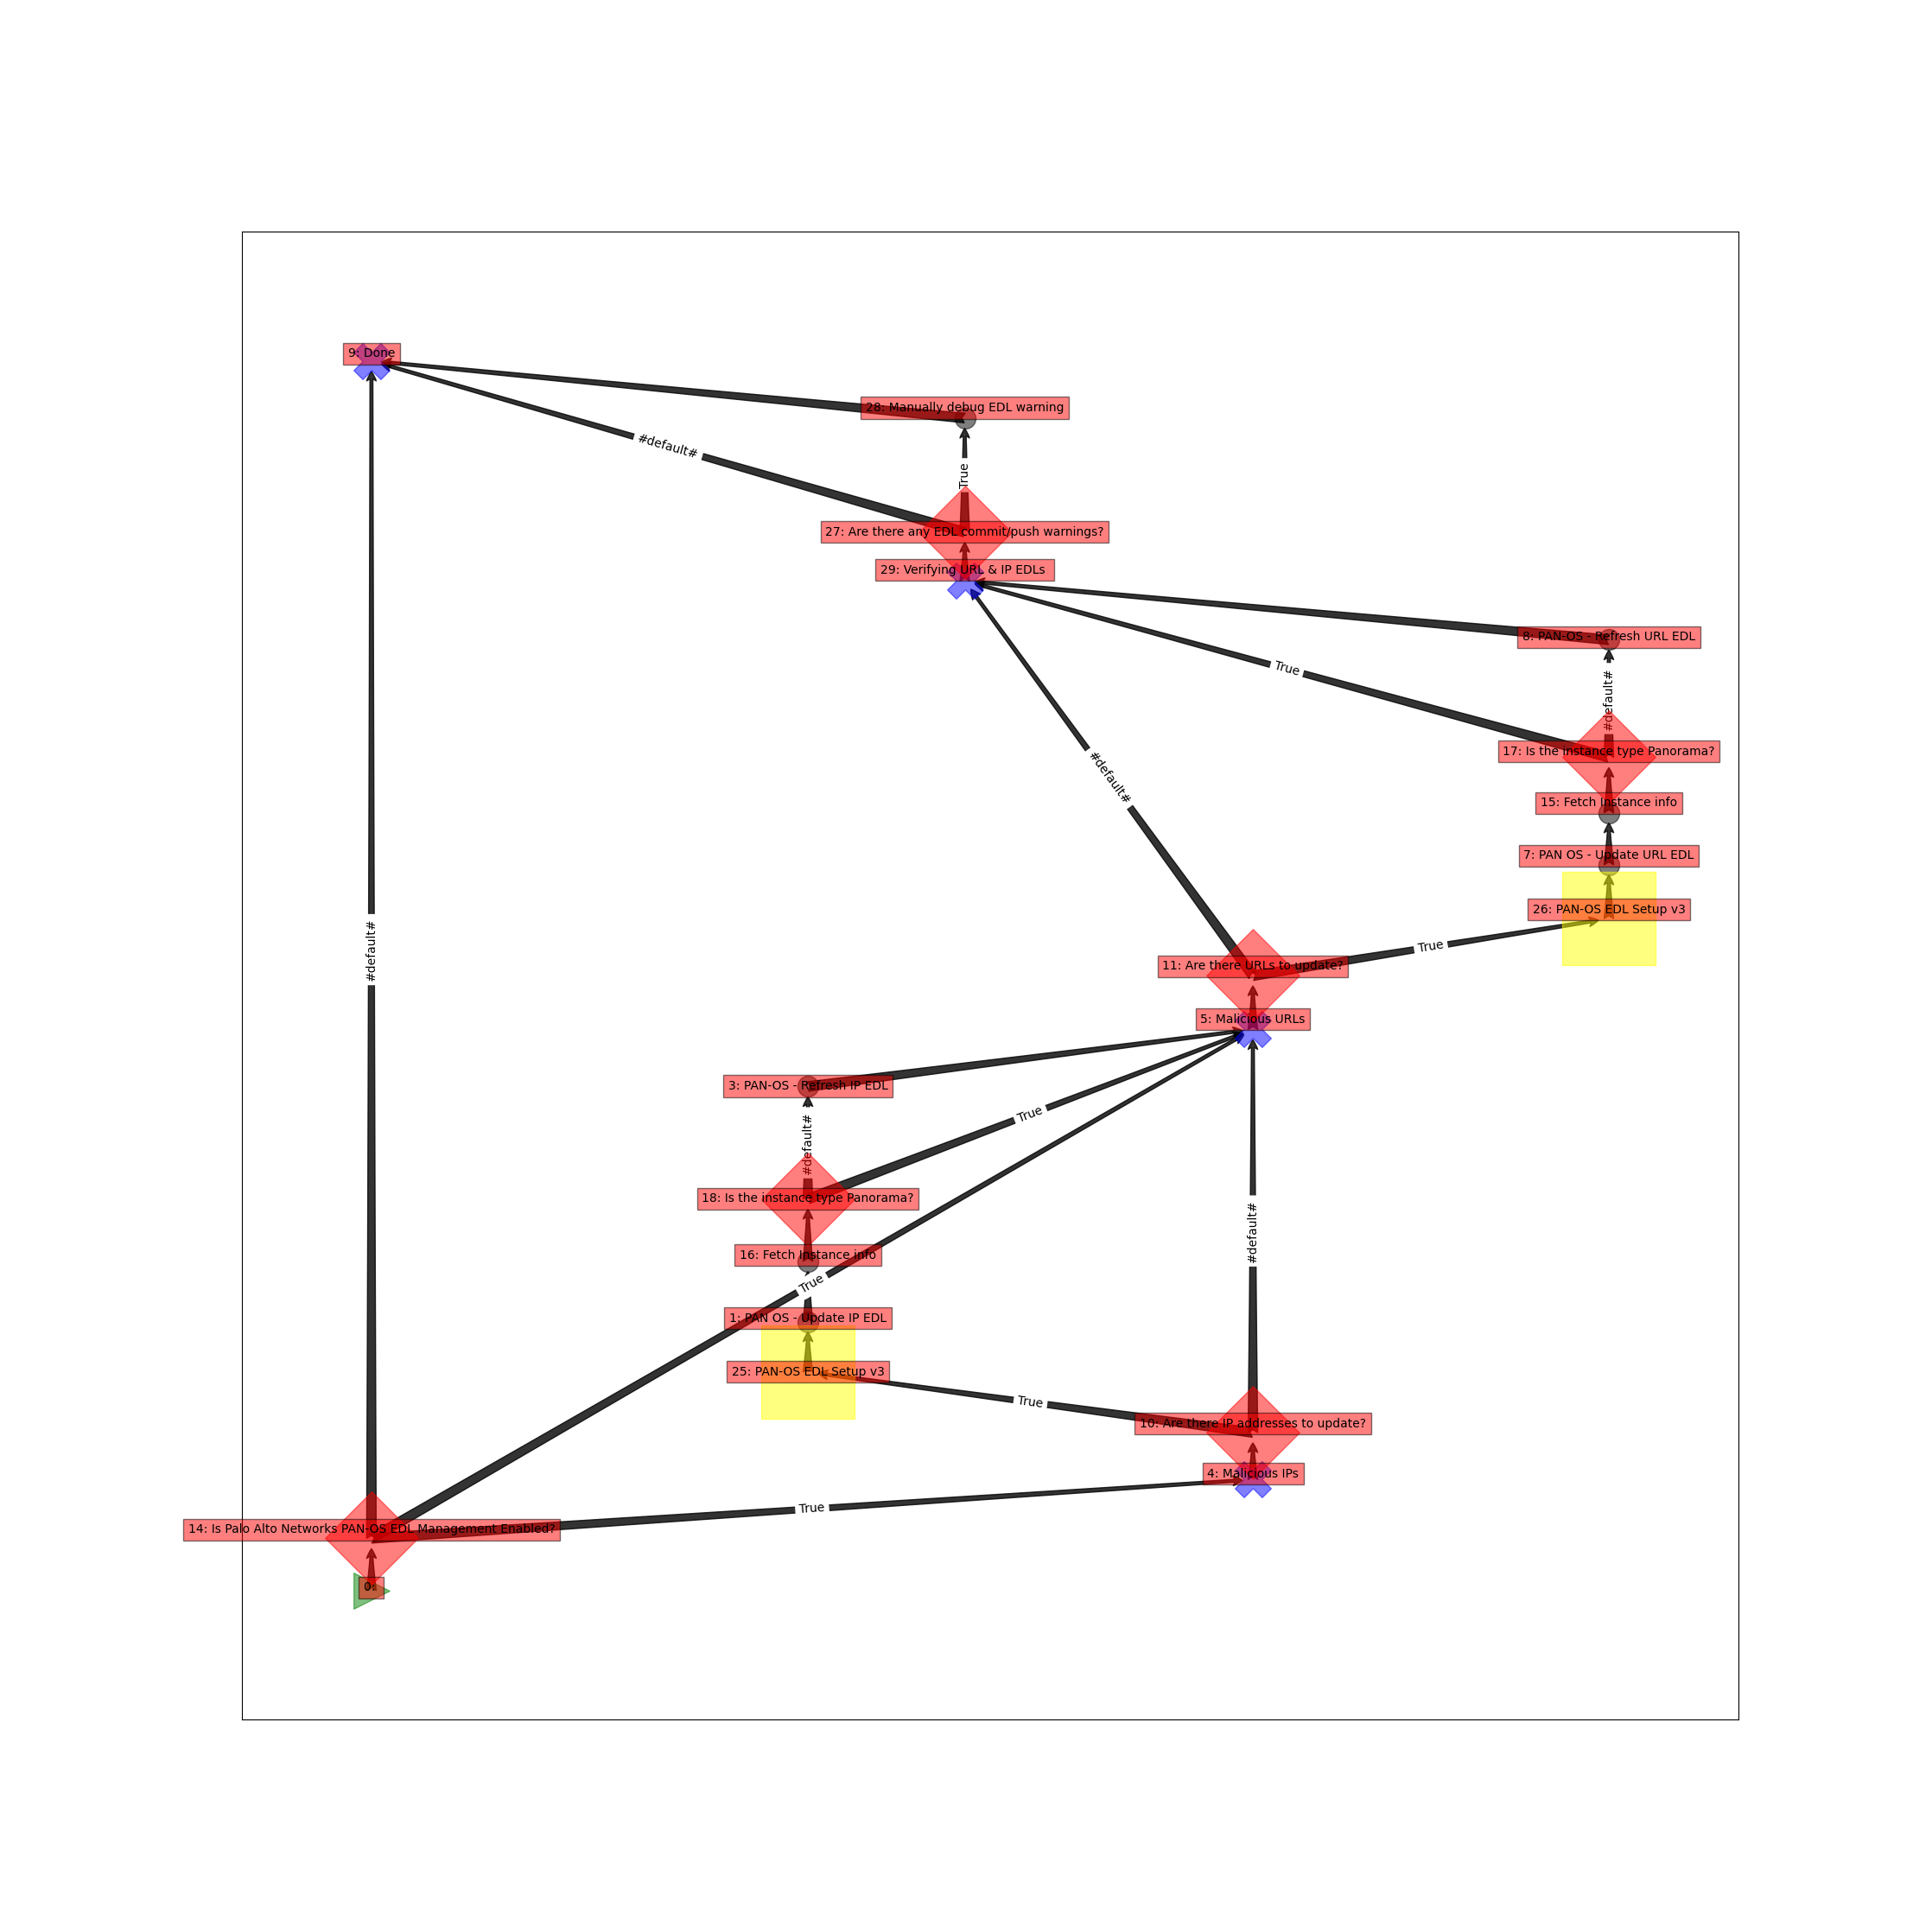 9: Done
28: Manually debug EDL warning
#default#
True
27: Are there any EDL commit/push warnings?
29: Verifying URL & IP EDLs
8: PAN-OS - Refresh URL EDL
True
#default#
17: Is the instance type Panorama?
#default#
15: Fetch Instance info
7: PAN OS - Update URL EDL
26: PAN-OS EDL Setup v3
True
#default#
11: Are there URLs to update?
5: Malicious URLs
3: PAN-OS - Refresh IP EDL
True
#default#
18: Is the instance type Panorama?
#default#
16: Fetch Instance info
True
1: PAN OS - Update IP EDL
25: PAN-OS EDL Setup v3
True
10: Are there IP addresses to update?
4: Malicious IPs
True
14: Is Palo Alto Networks PAN-OS EDL Management Enabled?
0: